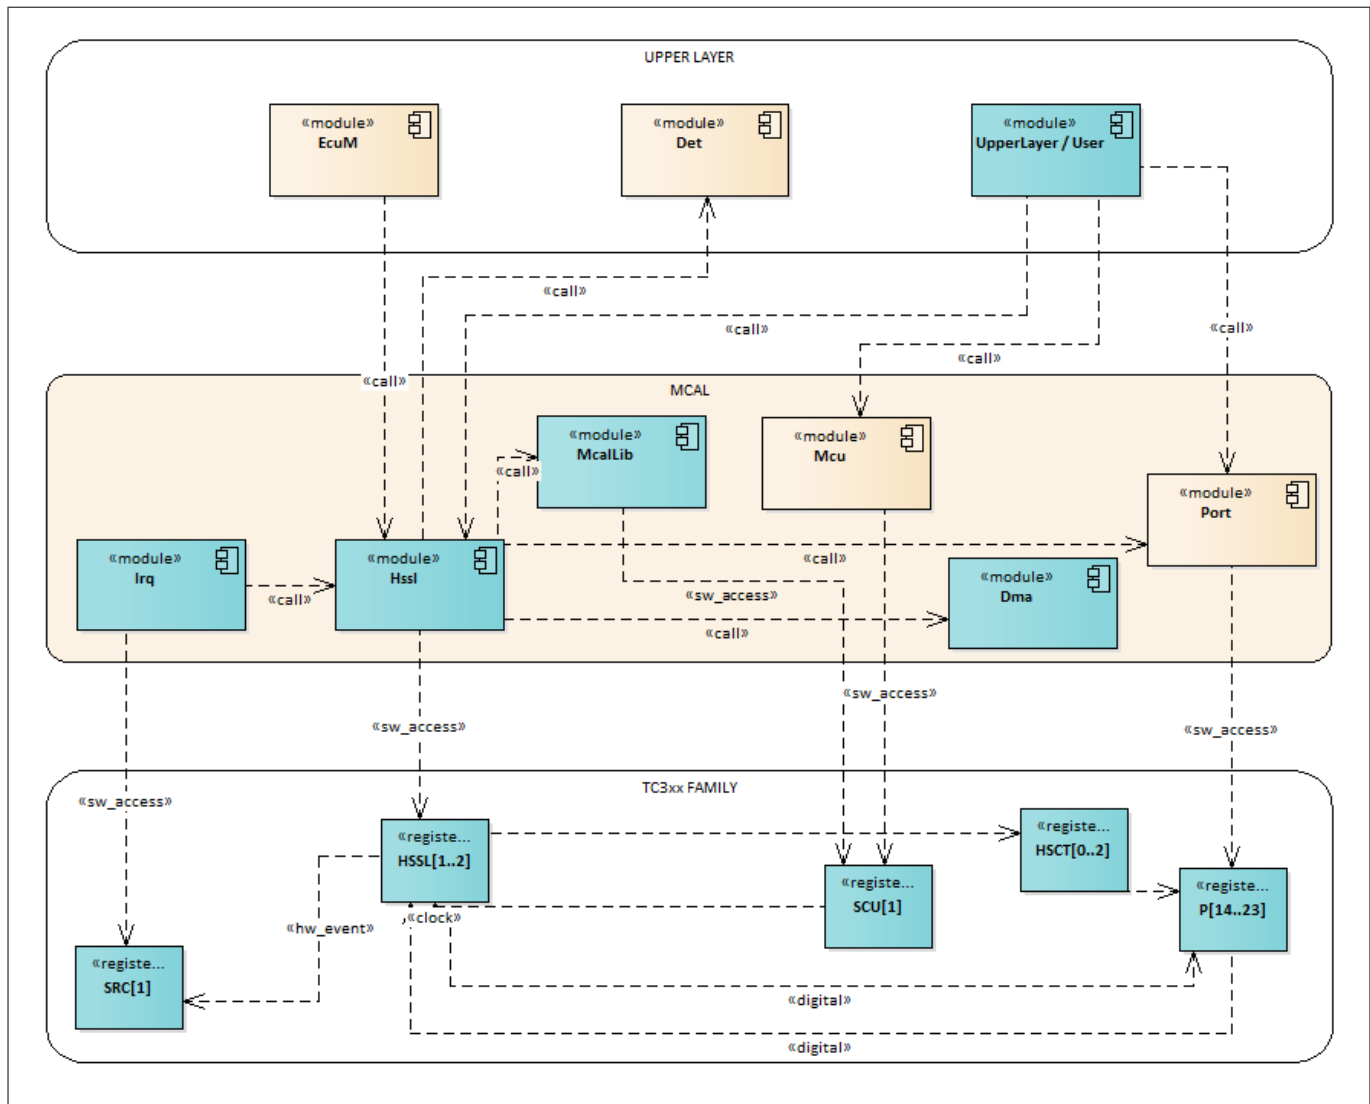 UPPER LAYER
«module»
EcuM
«module»
Det
«module»
UpperLayer / User
«call»
«call»
«call»
«call»
«call»
MCAL
«module»
McalLib
«module»
Mcu
«call»
«module»
Port
«module»
Irq
«module»
Hssl
«call»
«module»
Dma
«call»
«sw_access»
«call»
«sw_access»
«sw_access»
«sw_access»
TC3xx FAMILY
«sw_access»
«registe...
HSSL[1..2]
«registe...
HSCT[0..2]
«registe...
SCU[1]
«registe...
P[14..23]
«clock»
«hw_event»
«registe...
SRC[1]
«digital»
«digital»